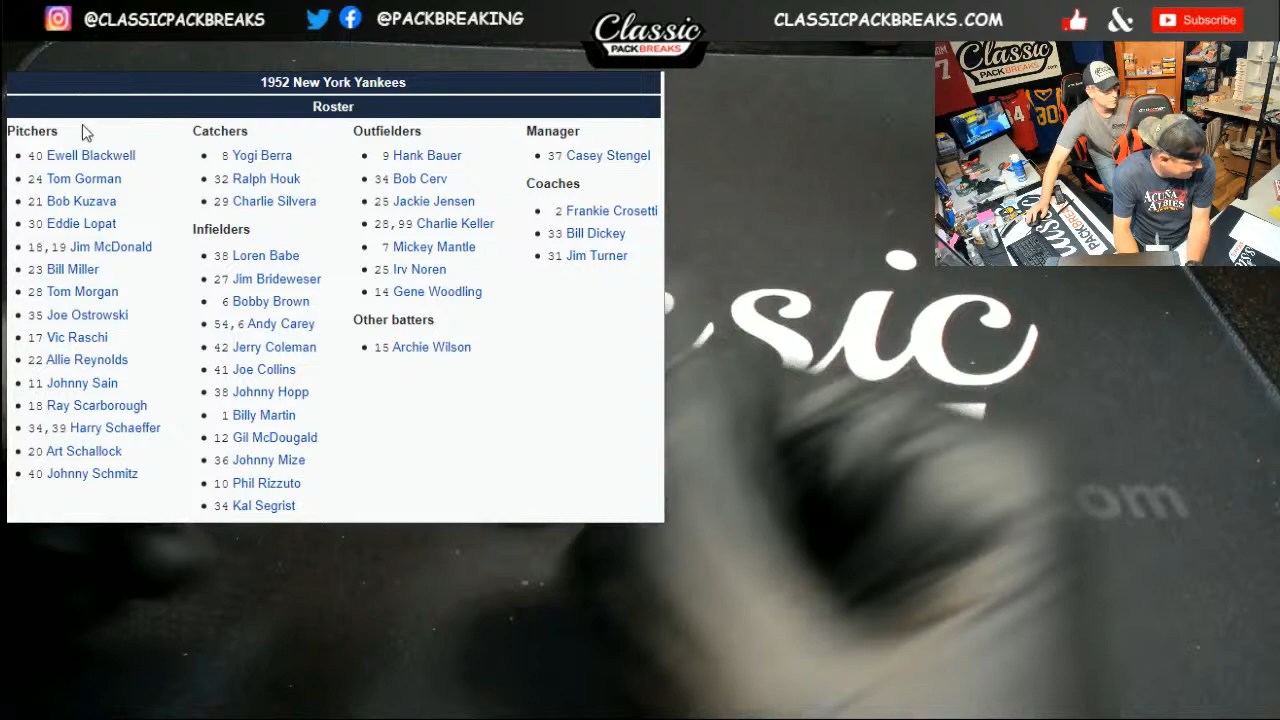 @CLASSICPACKBREAKS
@PACKBREAKING
Classic
PACK BREAKS
CLASSICPACKBREAKS.COM
Subscribe
1952 New York Yankees
Roster
Pitchers
40 Ewell Blackwell
24 Tom Gorman
21 Bob Kuzava
30 Eddie Lopat
18,19 Jim McDonald
23 Bill Miller
28 Tom Morgan
35 Joe Ostrowski
17 Vic Raschi
22 Allie Reynolds
11 Johnny Sain
18 Ray Scarborough
34,39 Harry Schaeffer
20 Art Schallock
40 Johnny Schmitz
Catchers
8 Yogi Berra
32 Ralph Houk
29 Charlie Silvera
Infielders
38 Loren Babe
27 Jim Brideweser
6 Bobby Brown
54,6 Andy Carey
42 Jerry Coleman
41 Joe Collins
38 Johnny Hopp
1 Billy Martin
12 Gil McDougald
36 Johnny Mize
10 Phil Rizzuto
34 Kal Segrist
Outfielders
9 Hank Bauer
34 Bob Cerv
25 Jackie Jensen
28,99 Charlie Keller
7 Mickey Mantle
25 Irv Noren
14 Gene Woodling
Other batters
15 Archie Wilson
Manager
37 Casey Stengel
Coaches
2 Frankie Crosetti
33 Bill Dickey
31 Jim Turner
Classic
PACK BREAKS
ACUÑA
ALBIES
sic
om